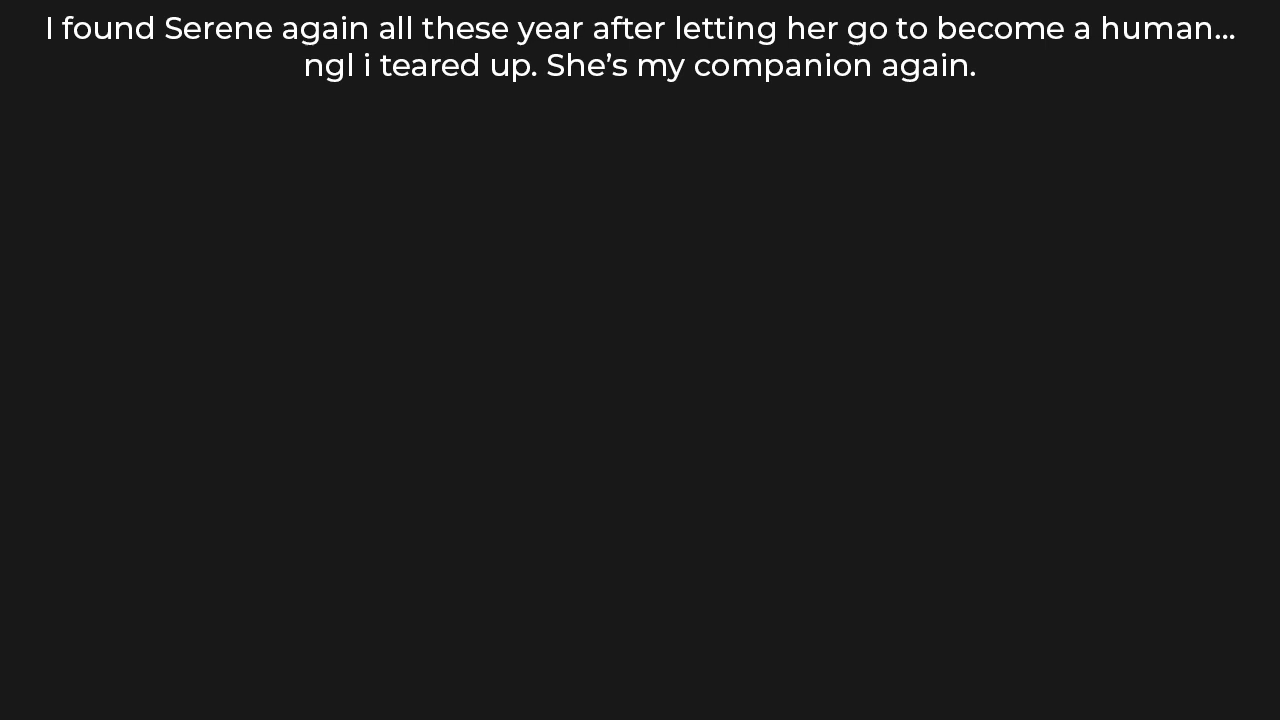 I found Serene again all these year after letting her go to become a human...
ngl i teared up. She’s my companion again.